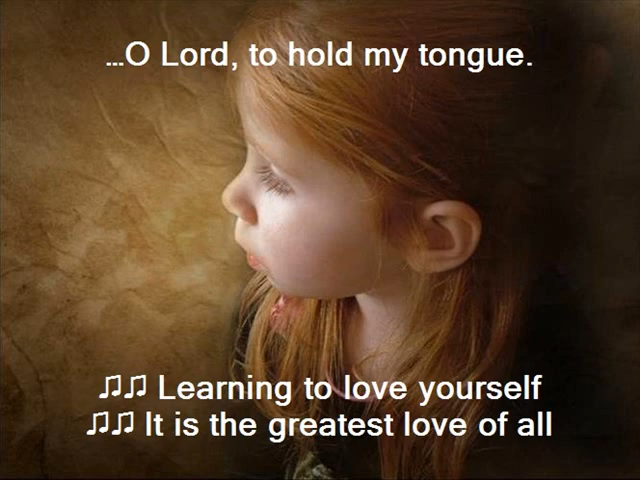 ...O Lord, to hold my tongue.
♫♫ Learning to love yourself
♫♫ It is the greatest love of all